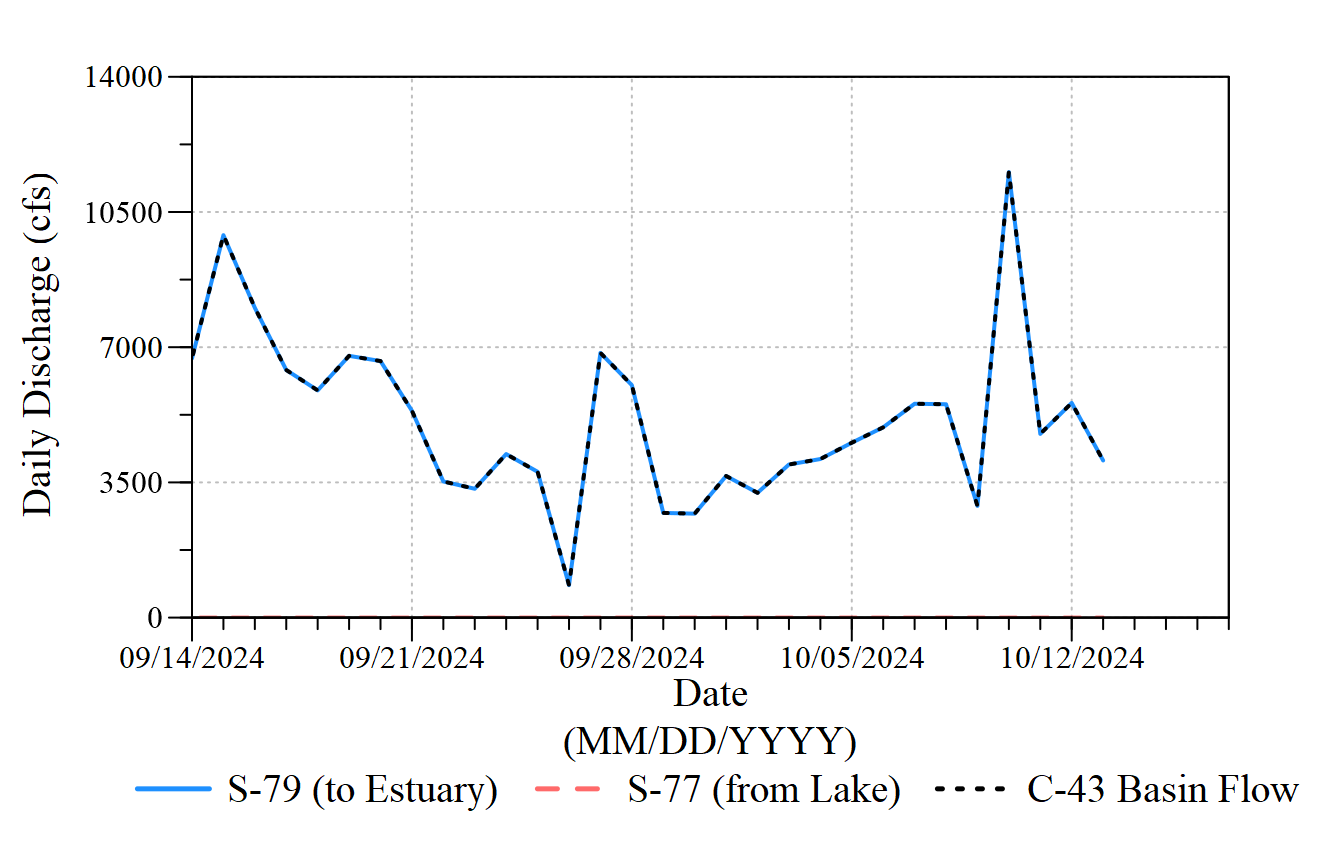 14000
10500
7000
3500
0
Daily Discharge (cfs)
09/14/2024 09/21/2024 09/28/2024 10/05/2024 10/12/2024
Date
(MM/DD/YYYY)
S-79 (to Estuary) S-77 (from Lake) C-43 Basin Flow